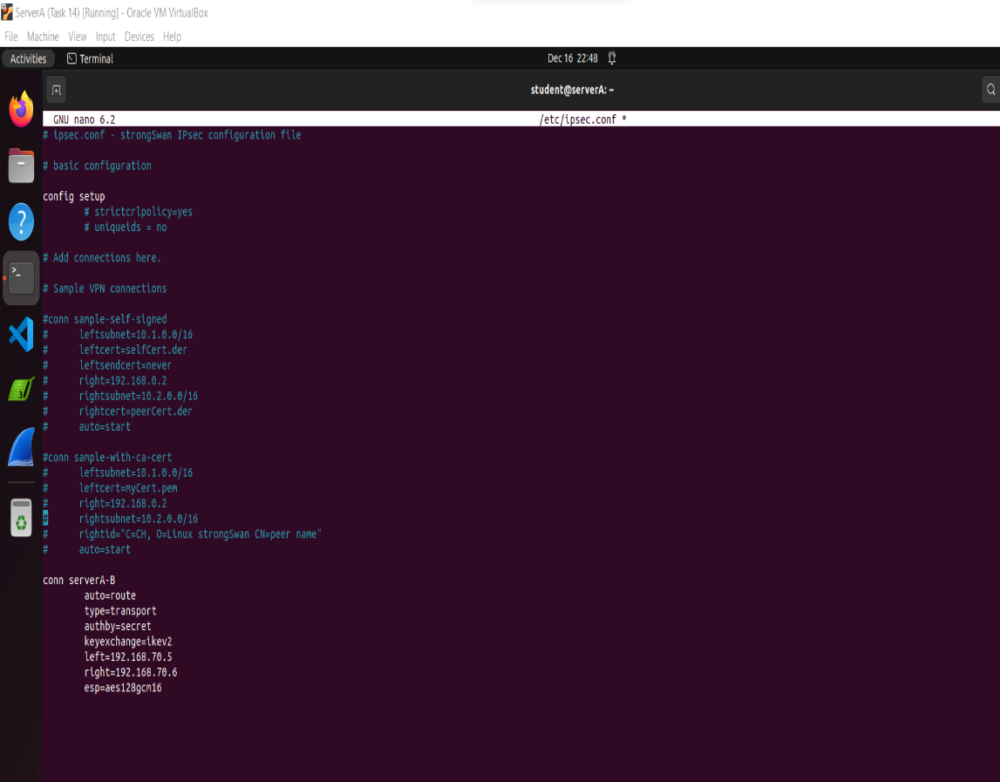 ServerA (Task 14) [Running] - Oracle VM VirtualBox
File Machine View Input Devices Help
Activities Terminal Dec 16 22:48
student@serverA: ~
GNU nano 6.2 /etc/ipsec.conf *
# ipsec.conf - strongSwan IPsec configuration file
# basic configuration
config setup
# strictcrlpolicy=yes
# uniqueids = no
# Add connections here.
# Sample VPN connections
#conn sample-self-signed
# leftsubnet=10.1.0.0/16
# leftcert=selfCert.der
# leftsendcert=never
# right=192.168.0.2
# rightsubnet=10.2.0.0/16
# rightcert=peerCert.der
# auto=start
#conn sample-with-ca-cert
# leftsubnet=10.1.0.0/16
# leftcert=myCert.pem
# right=192.168.0.2
# rightsubnet=10.2.0.0/16
# rightid="C=CH, O=Linux strongSwan CN=peer name"
# auto=start
conn serverA-B
auto=route
type=transport
authby=secret
keyexchange=ikev2
left=192.168.70.5
right=192.168.70.6
esp=aes128gcm16